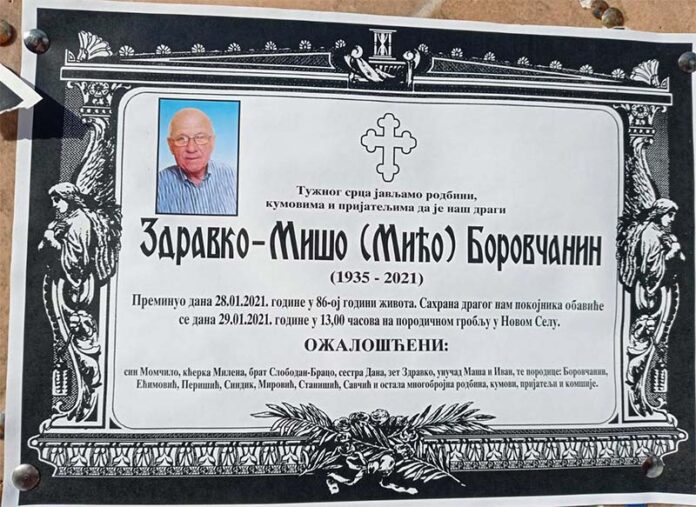 Тужног срца јављамо родбини,
кумовима и пријатељима да је наш драги
Здравко-Мишо (Мићо) Боровчанин
(1935 - 2021)
Преминуо дана 28.01.2021. године у 86-ој години живота. Сахрана драгог нам покојника обавиће
се дана 29.01.2021. године у 13,00 часова на породичном гробљу у Новом Селу.
ОЖАЛОШЋЕНИ:
син Момчило, кћерка Милена, брат Слободан-Брацо, сестра Дана, зет Здравко, унучад Маша и Иван, те породице: Боровчанин,
Ећимовић, Перишић, Синдик, Мировић, Станишић, Савчић и остала многобројна родбина, кумови, пријатељи и комшије.